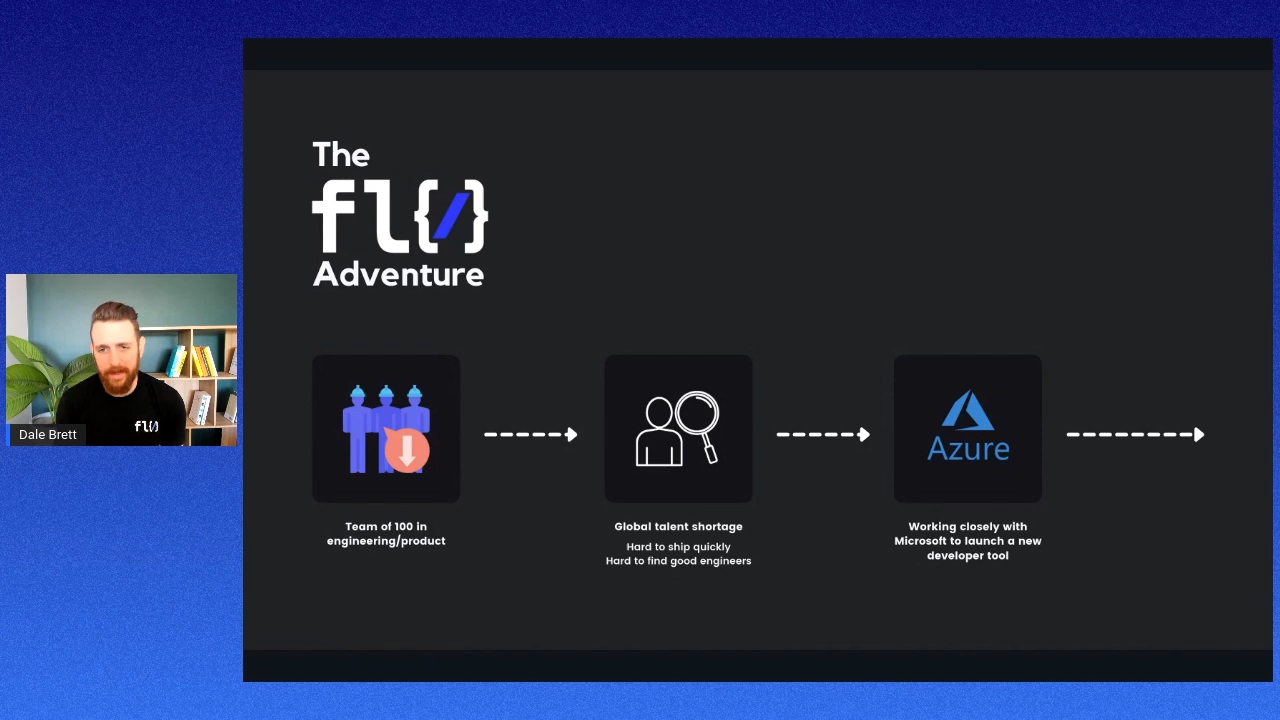 The
fl{/}
Adventure
Dale Brett
fl{/}
Azure
Team of 100 in
engineering/product
Global talent shortage
Hard to ship quickly
Hard to find good engineers
Working closely with
Microsoft to launch a new
developer tool